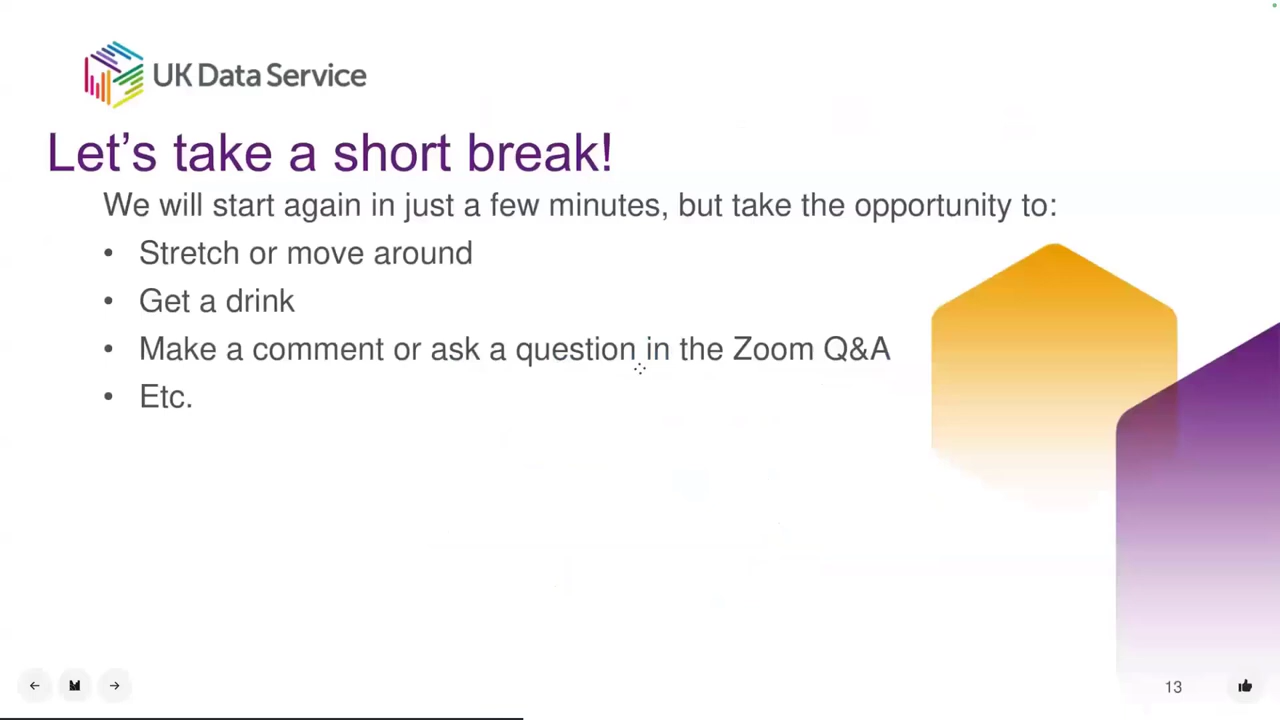 UK Data Service
Let's take a short break!
We will start again in just a few minutes, but take the opportunity to:
• Stretch or move around
• Get a drink
• Make a comment or ask a question in the Zoom Q&A
• Etc.
13